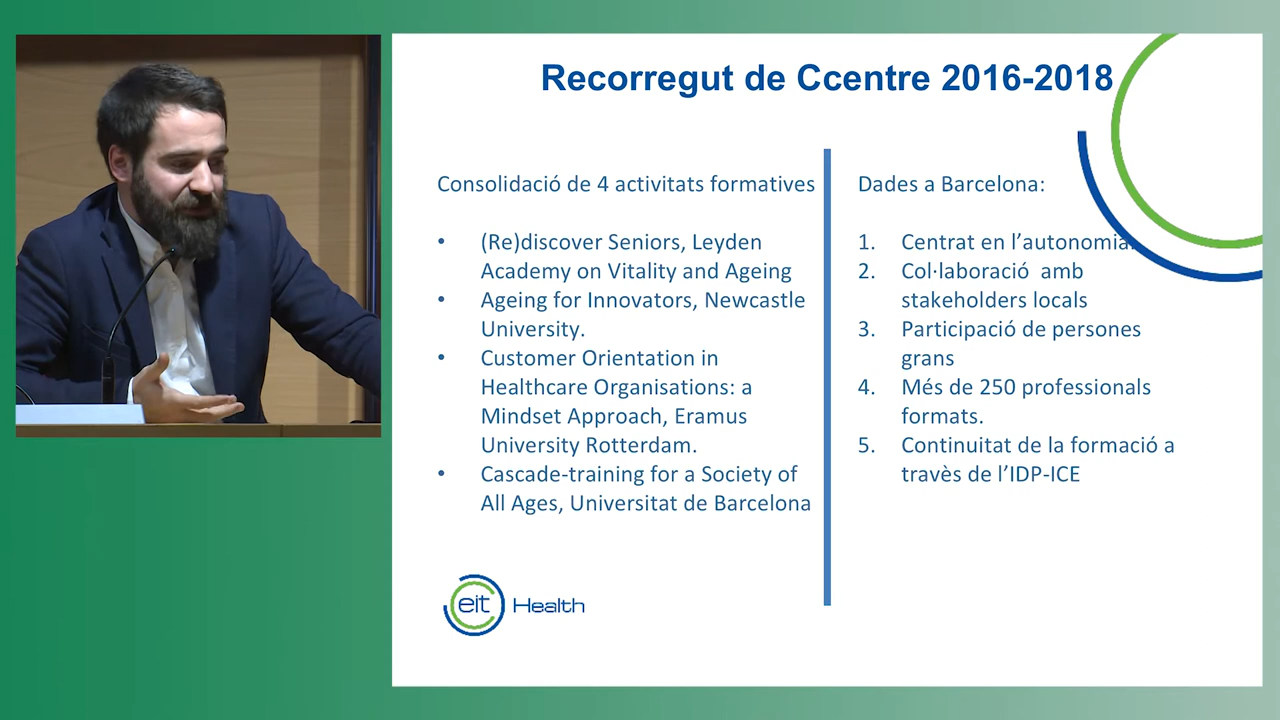 Recorregut de Ccentre 2016-2018
Consolidació de 4 activitats formatives
• (Re)discover Seniors, Leyden
Academy on Vitality and Ageing
• Ageing for Innovators, Newcastle
University.
• Customer Orientation in
Healthcare Organisations: a
Mindset Approach, Eramus
University Rotterdam.
• Cascade-training for a Society of
All Ages, Universitat de Barcelona
Dades a Barcelona:
1. Centrat en l’autonomia.
2. Col·laboració amb
stakeholders locals
3. Participació de persones
grans
4. Més de 250 professionals
formats.
5. Continuitat de la formació a
travès de l’IDP-ICE
eit Health